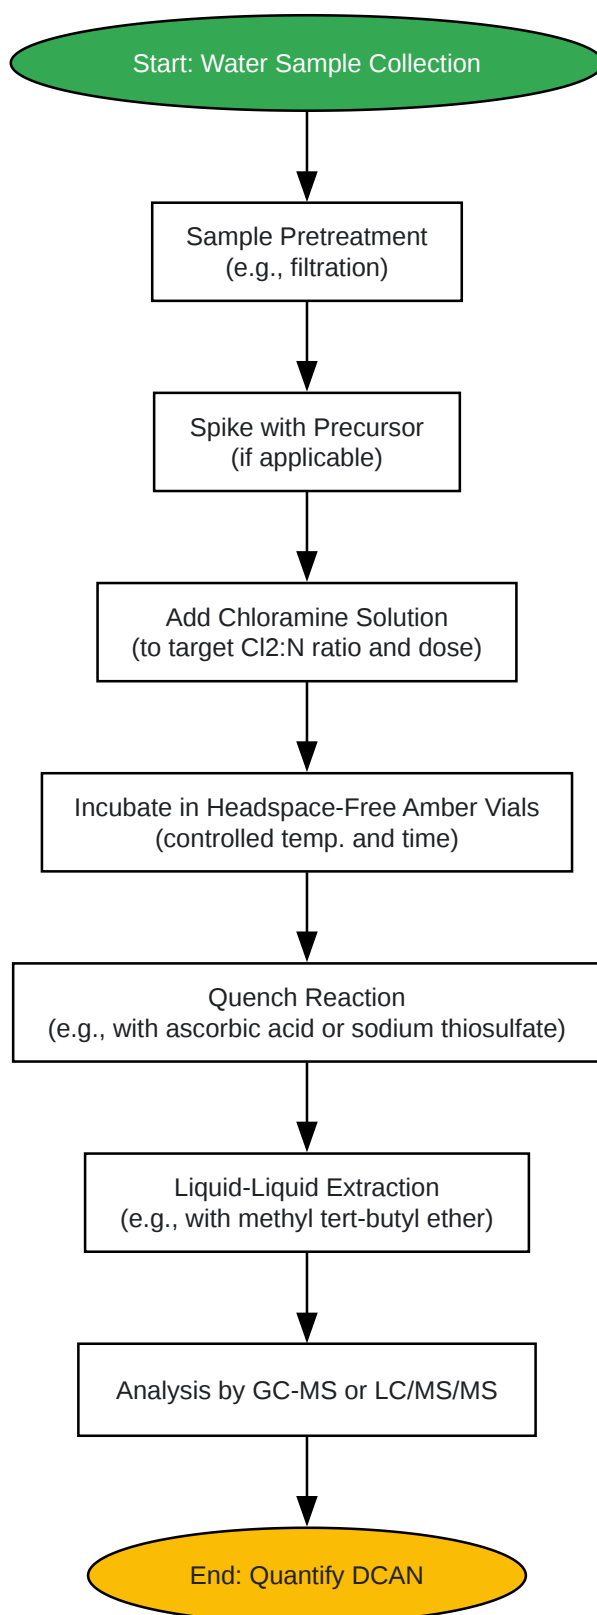 Start: Water Sample Collection
Sample Pretreatment
(e.g., filtration)
Spike with Precursor
(if applicable)
Add Chloramine Solution
(to target Cl2:N ratio and dose)
Incubate in Headspace-Free Amber Vials
(controlled temp. and time)
Quench Reaction
(e.g., with ascorbic acid or sodium thiosulfate)
Liquid-Liquid Extraction
(e.g., with methyl tert-butyl ether)
Analysis by GC-MS or LC/MS/MS
End: Quantify DCAN